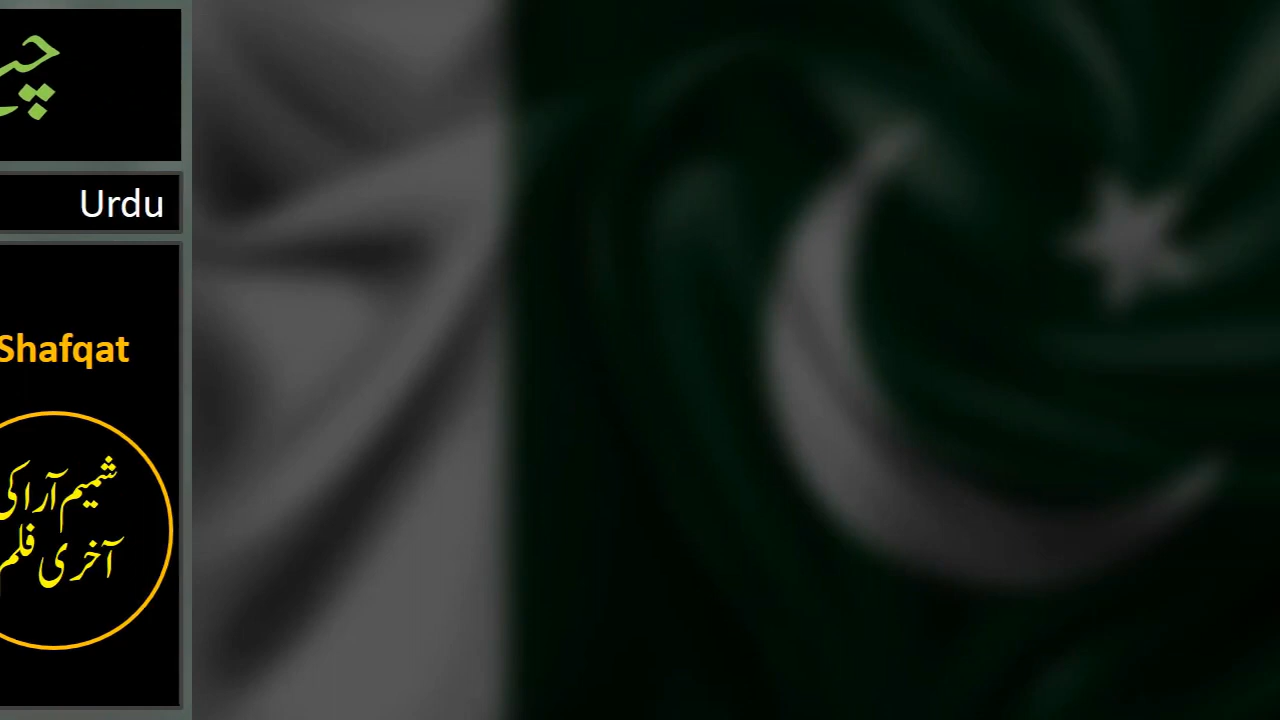 Urdu
Shafqat
شمیم آرا کی
آخری فلم